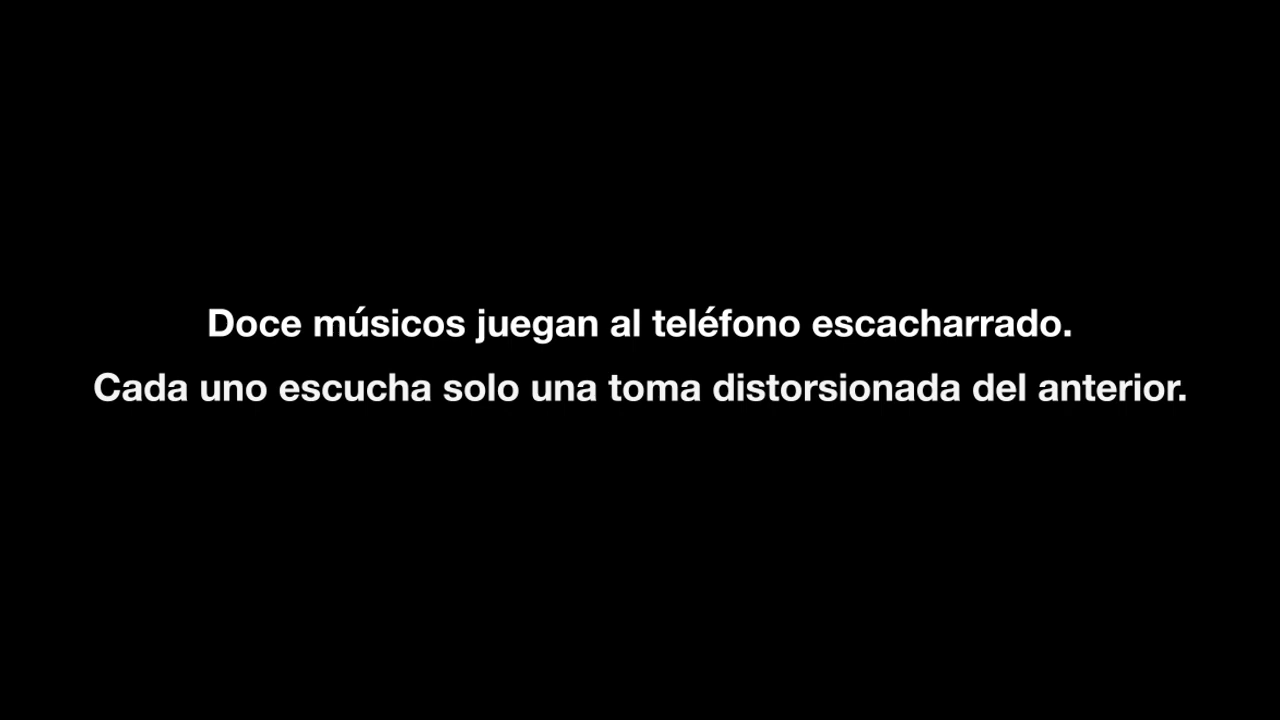 Doce músicos juegan al teléfono escacharrado.
Cada uno escucha solo una toma distorsionada del anterior.